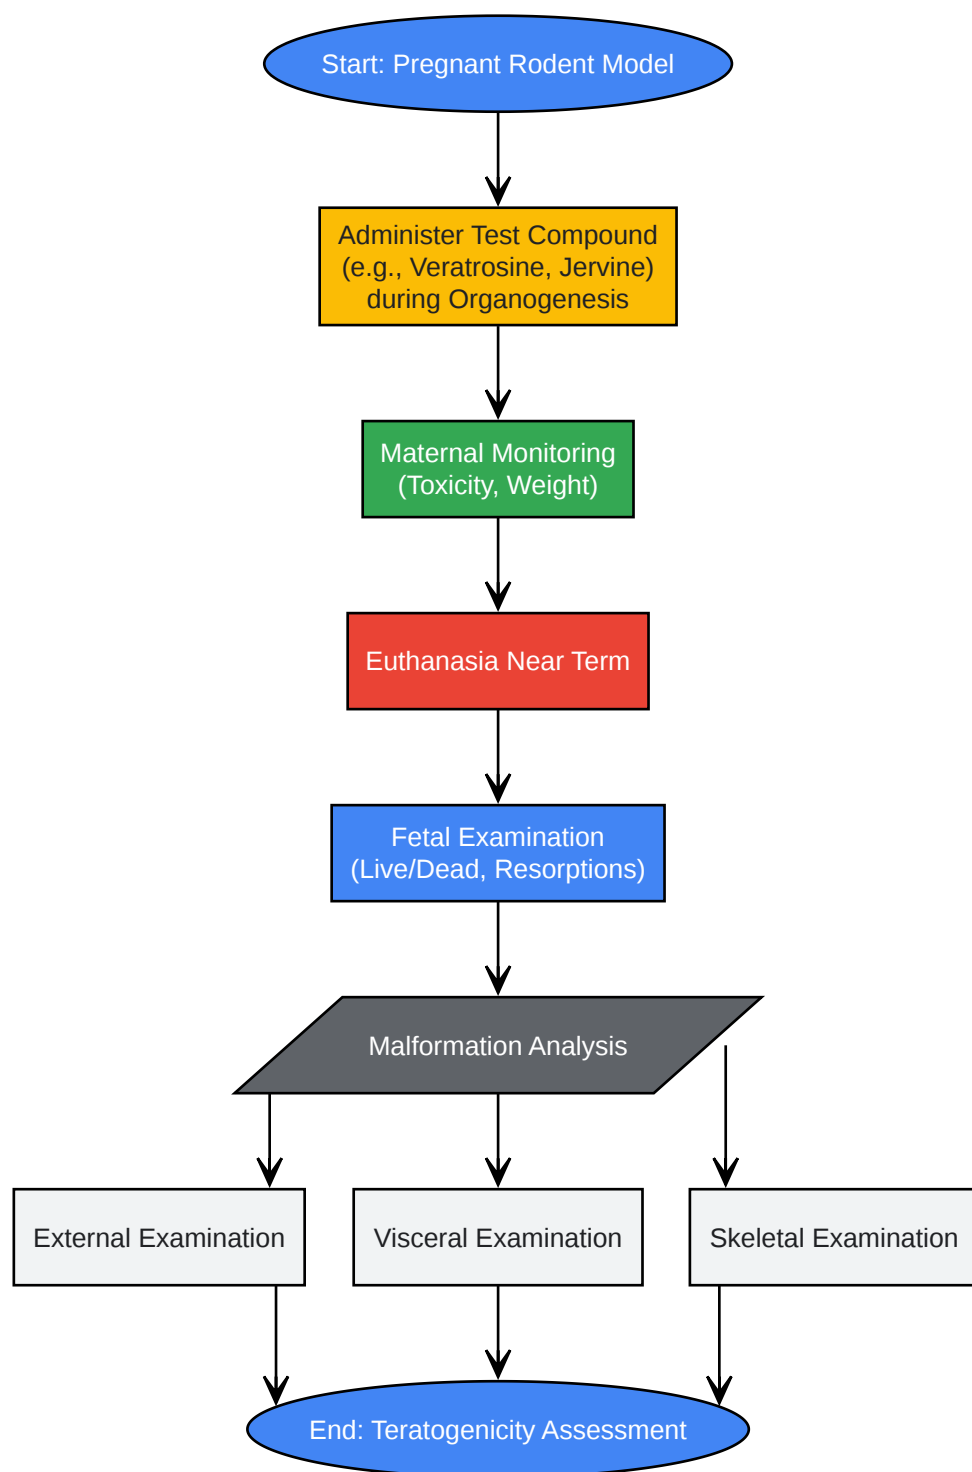 Start: Pregnant Rodent Model
Administer Test Compound
(e.g., Veratrosine, Jervine)
during Organogenesis
Maternal Monitoring
(Toxicity, Weight)
Euthanasia Near Term
Fetal Examination
(Live/Dead, Resorptions)
Malformation Analysis
External Examination
Visceral Examination
Skeletal Examination
End: Teratogenicity Assessment